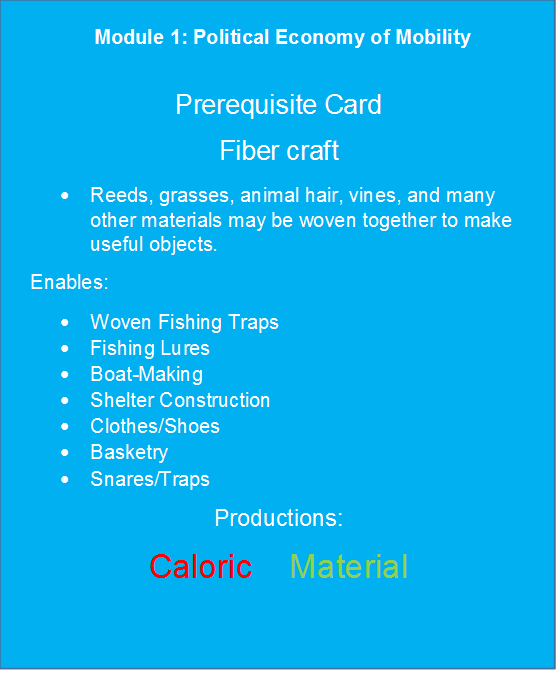 Module 1: Political Economy of Mobility
Prerequisite Card
Fiber craft
• Reeds, grasses, animal hair, vines, and many
other materials may be woven together to make
useful objects.
Enables:
• Woven Fishing Traps
• Fishing Lures
• Boat-Making
• Shelter Construction
• Clothes/Shoes
• Basketry
• Snares/Traps
Productions:
Caloric Material